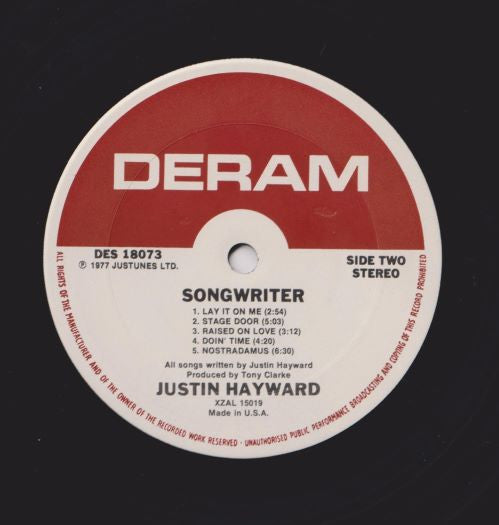 DERAM
DES 18073
℗ 1977 JUSTUNES LTD.
SIDE TWO
STEREO
SONGWRITER
1. LAY IT ON ME (2:54)
2. STAGE DOOR (5:03)
3. RAISED ON LOVE (3:12)
4. DOIN' TIME (4:20)
5. NOSTRADAMUS (6:30)
All songs written by Justin Hayward
Produced by Tony Clarke
JUSTIN HAYWARD
XZAL 15019
Made in U.S.A.
ALL RIGHTS OF THE MANUFACTURER AND OF THE OWNER OF THE RECORDED WORK RESERVED - UNAUTHORISED PUBLIC PERFORMANCE BROADCASTING AND COPYING OF THIS RECORD PROHIBITED